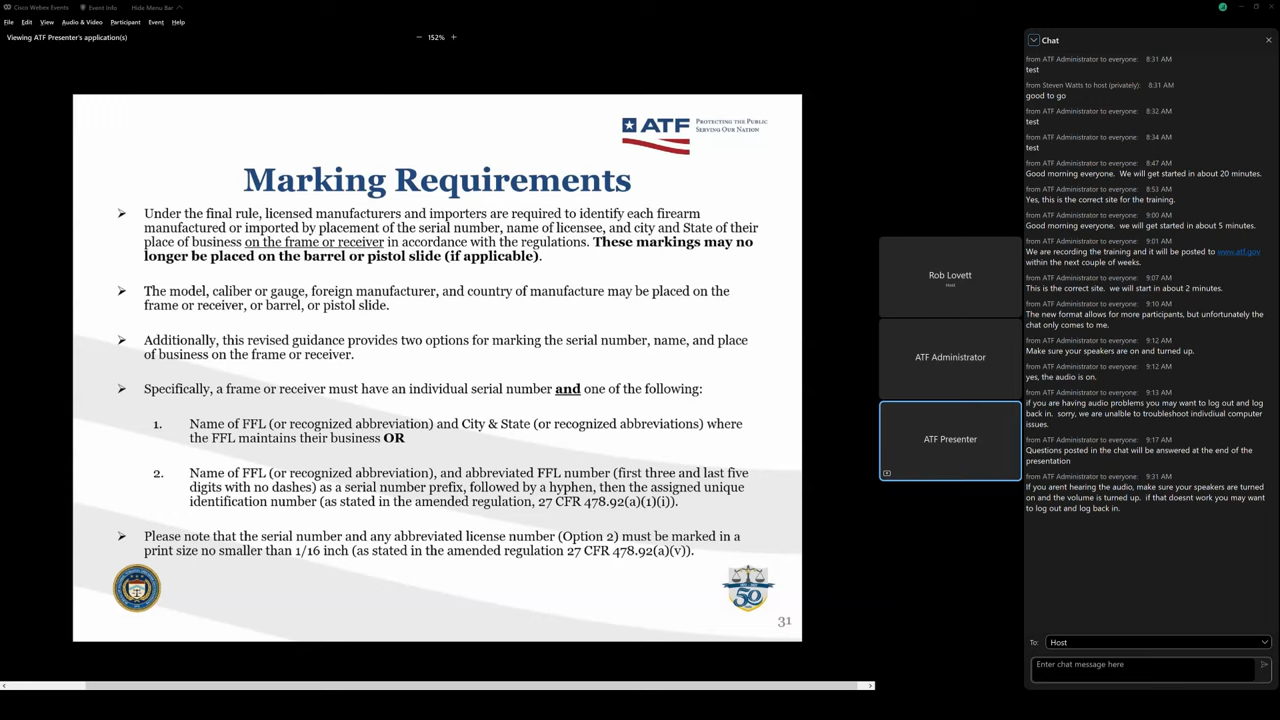 Cisco Webex Events
Event Info
Hide Menu Bar
File Edit View Audio & Video Participant Event Help
Viewing ATF Presenter's application(s)
− 152% +
ATF
PROTECTING THE PUBLIC
SERVING OUR NATION
Marking Requirements
➢ Under the final rule, licensed manufacturers and importers are required to identify each firearm
manufactured or imported by placement of the serial number, name of licensee, and city and State of their
place of business on the frame or receiver in accordance with the regulations. These markings may no
longer be placed on the barrel or pistol slide (if applicable).
➢ The model, caliber or gauge, foreign manufacturer, and country of manufacture may be placed on the
frame or receiver, or barrel, or pistol slide.
➢ Additionally, this revised guidance provides two options for marking the serial number, name, and place
of business on the frame or receiver.
➢ Specifically, a frame or receiver must have an individual serial number and one of the following:
1. Name of FFL (or recognized abbreviation) and City & State (or recognized abbreviations) where
the FFL maintains their business OR
2. Name of FFL (or recognized abbreviation), and abbreviated FFL number (first three and last five
digits with no dashes) as a serial number prefix, followed by a hyphen, then the assigned unique
identification number (as stated in the amended regulation, 27 CFR 478.92(a)(1)(i)).
➢ Please note that the serial number and any abbreviated license number (Option 2) must be marked in a
print size no smaller than 1/16 inch (as stated in the amended regulation 27 CFR 478.92(a)(v)).
50
31
Rob Lovett
Host
ATF Administrator
ATF Presenter
Chat
from ATF Administrator to everyone: 8:31 AM
test
from Steven Watts to host (privately): 8:31 AM
good to go
from ATF Administrator to everyone: 8:32 AM
test
from ATF Administrator to everyone: 8:34 AM
test
from ATF Administrator to everyone: 8:47 AM
Good morning everyone. We will get started in about 20 minutes.
from ATF Administrator to everyone: 8:53 AM
Yes, this is the correct site for the training.
from ATF Administrator to everyone: 9:00 AM
Good morning everyone. we will get started in about 5 minutes.
from ATF Administrator to everyone: 9:01 AM
We are recording the training and it will be posted to www.atf.gov
within the next couple of weeks.
from ATF Administrator to everyone: 9:07 AM
This is the correct site. we will start in about 2 minutes.
from ATF Administrator to everyone: 9:10 AM
The new format allows for more participants, but unfortunately the
chat only comes to me.
from ATF Administrator to everyone: 9:12 AM
Make sure your speakers are on and turned up.
from ATF Administrator to everyone: 9:12 AM
yes, the audio is on.
from ATF Administrator to everyone: 9:13 AM
if you are having audio problems you may want to log out and log
back in. sorry, we are unalble to troubleshoot indivdiual computer
issues.
from ATF Administrator to everyone: 9:17 AM
Questions posted in the chat will be answered at the end of the
presentation
from ATF Administrator to everyone: 9:31 AM
If you arent hearing the audio, make sure your speakers are turned
on and the volume is turned up. if that doesnt work you may want
to log out and log back in.
To: Host
Enter chat message here